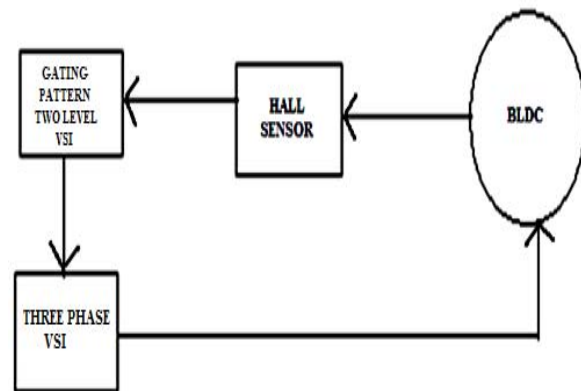 GATING
PATTERN
TWO LEVEL
VSI
HALL
SENSOR
BLDC
THREE PHASE
VSI